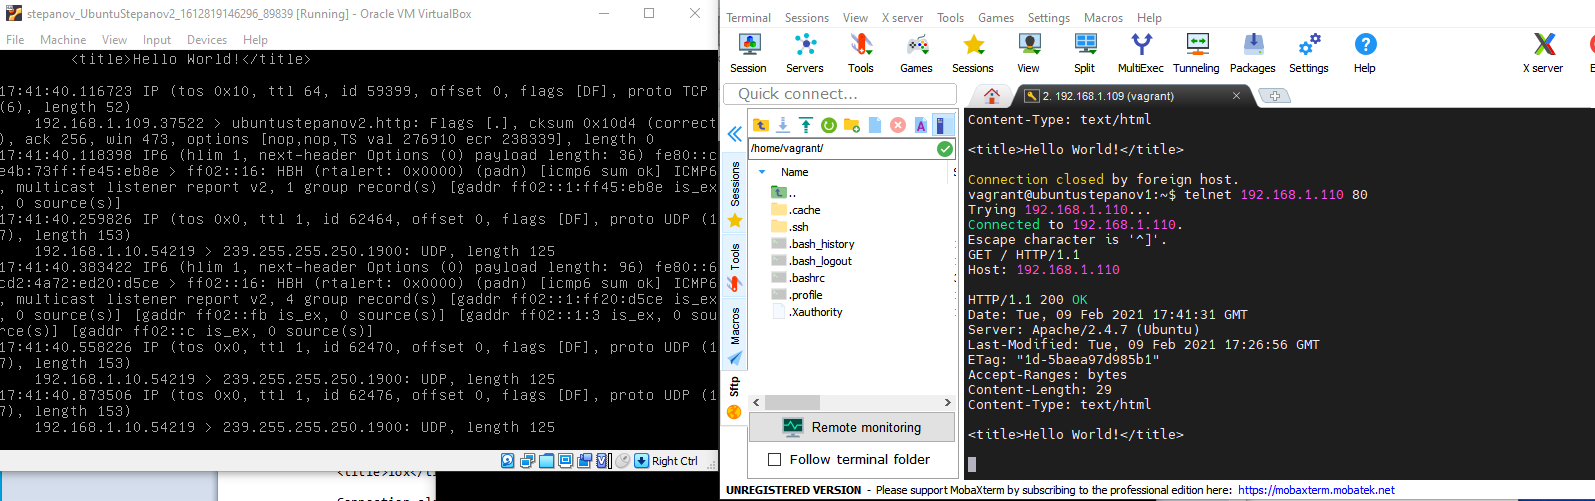 stepanov_UbuntuStepanov2_1612819146296_89839 [Running] - Oracle VM VirtualBox
File Machine View Input Devices Help
<title>Hello World!</title>
17:41:40.116723 IP (tos 0x10, ttl 64, id 59399, offset 0, flags [DF], proto TCP
(6), length 52)
192.168.1.109.37522 > ubuntustepanov2.http: Flags [.], cksum 0x10d4 (correct
), ack 256, win 473, options [nop,nop,TS val 276910 ecr 238339], length 0
17:41:40.118398 IP6 (hlim 1, next-header Options (0) payload length: 36) fe80::c
e4b:73ff:fe45:eb8e > ff02::16: HBH (rtalert: 0x0000) (padn) [icmp6 sum ok] ICMP6
, multicast listener report v2, 1 group record(s) [gaddr ff02::1:ff45:eb8e is_ex
, 0 source(s)]
17:41:40.259826 IP (tos 0x0, ttl 1, id 62464, offset 0, flags [DF], proto UDP (1
7), length 153)
192.168.1.10.54219 > 239.255.255.250.1900: UDP, length 125
17:41:40.383422 IP6 (hlim 1, next-header Options (0) payload length: 96) fe80::6
cd2:4a72:ed20:d5ce > ff02::16: HBH (rtalert: 0x0000) (padn) [icmp6 sum ok] ICMP6
, multicast listener report v2, 4 group record(s) [gaddr ff02::1:ff20:d5ce is_ex
, 0 source(s)] [gaddr ff02::fb is_ex, 0 source(s)] [gaddr ff02::1:3 is_ex, 0 sou
rce(s)] [gaddr ff02::c is_ex, 0 source(s)]
17:41:40.558226 IP (tos 0x0, ttl 1, id 62470, offset 0, flags [DF], proto UDP (1
7), length 153)
192.168.1.10.54219 > 239.255.255.250.1900: UDP, length 125
17:41:40.873506 IP (tos 0x0, ttl 1, id 62476, offset 0, flags [DF], proto UDP (1
7), length 153)
192.168.1.10.54219 > 239.255.255.250.1900: UDP, length 125
Right Ctrl
Terminal Sessions View X server Tools Games Settings Macros Help
Session Servers Tools Games Sessions View Split MultiExec Tunneling Packages Settings Help X server
Quick connect...
2. 192.168.1.109 (vagrant)
/home/vagrant/
Name
..
.cache
.ssh
.bash_history
.bash_logout
.bashrc
.profile
.Xauthority
Sessions
Tools
Macros
Sftp
Remote monitoring
Follow terminal folder
Content-Type: text/html
<title>Hello World!</title>
Connection closed by foreign host.
vagrant@ubuntustepanov1:~$ telnet 192.168.1.110 80
Trying 192.168.1.110...
Connected to 192.168.1.110.
Escape character is '^]'.
GET / HTTP/1.1
Host: 192.168.1.110
HTTP/1.1 200 OK
Date: Tue, 09 Feb 2021 17:41:31 GMT
Server: Apache/2.4.7 (Ubuntu)
Last-Modified: Tue, 09 Feb 2021 17:26:56 GMT
ETag: "1d-5baea97d985b1"
Accept-Ranges: bytes
Content-Length: 29
Content-Type: text/html
<title>Hello World!</title>
UNREGISTERED VERSION - Please support MobaXterm by subscribing to the professional edition here: https://mobaxterm.mobatek.net